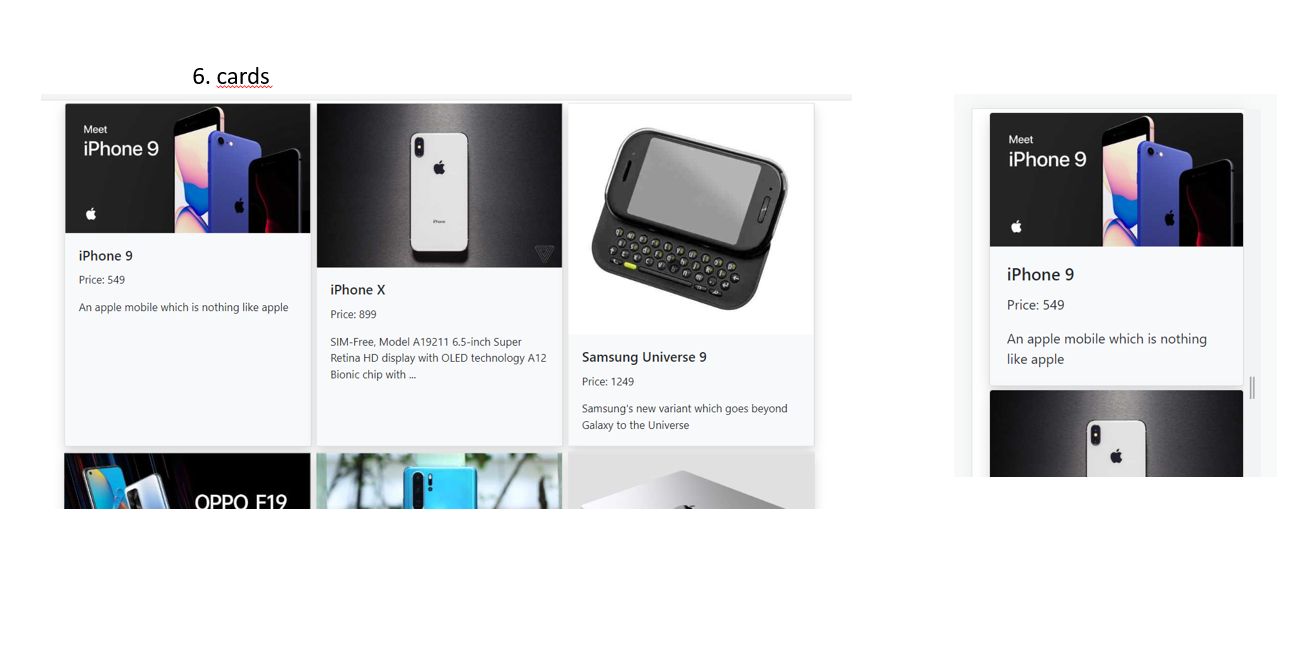 6. cards
Meet
iPhone 9
iPhone 9
Price: 549
An apple mobile which is nothing like apple
iPhone
iPhone X
Price: 899
SIM-Free, Model A19211 6.5-inch Super
Retina HD display with OLED technology A12
Bionic chip with ...
Samsung Universe 9
Price: 1249
Samsung's new variant which goes beyond
Galaxy to the Universe
OPPO F19
Meet
iPhone 9
iPhone 9
Price: 549
An apple mobile which is nothing
like apple